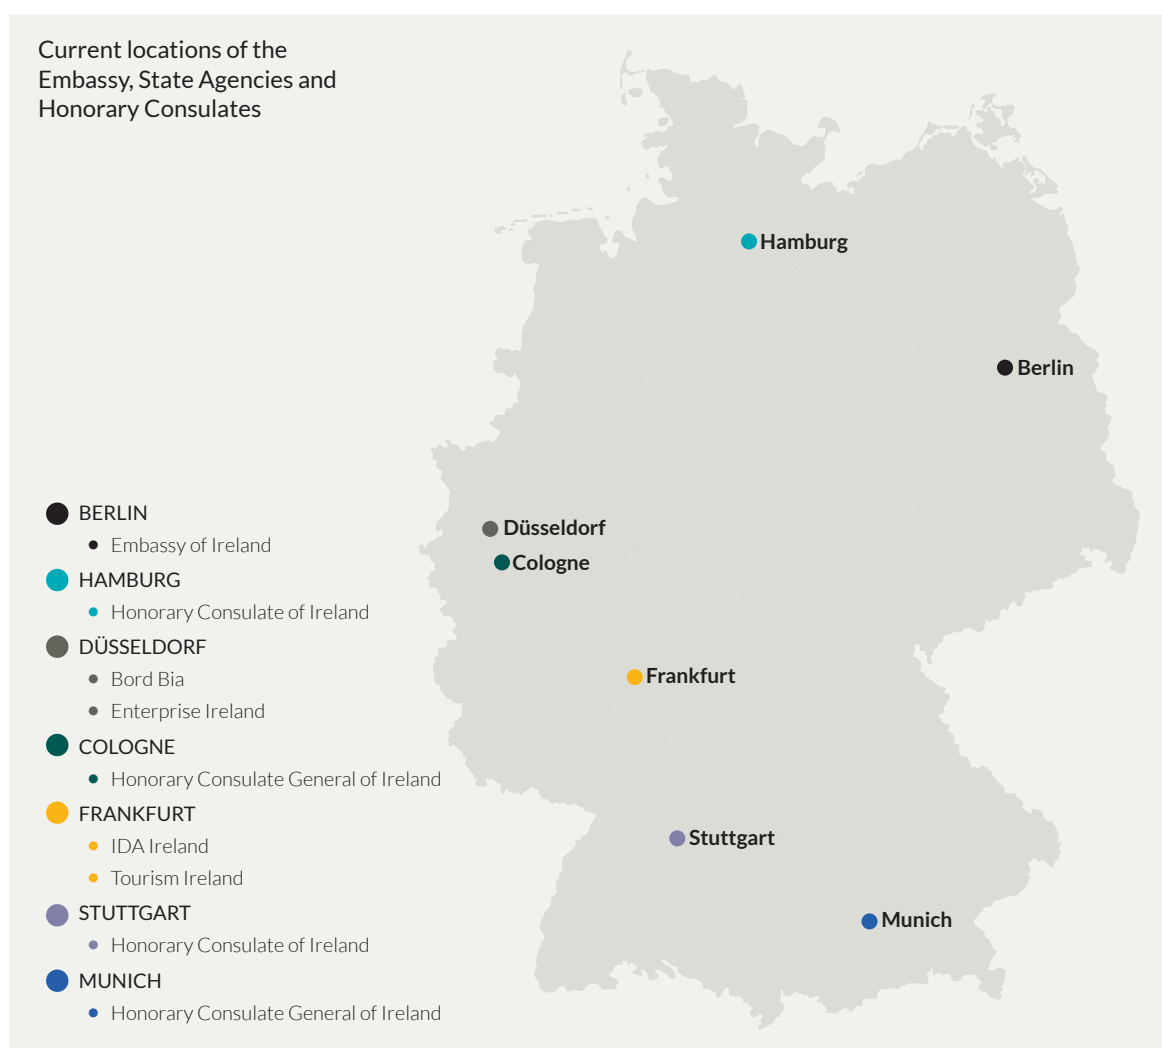 Current locations of the
Embassy, State Agencies and
Honorary Consulates
Hamburg
Berlin
Düsseldorf
Cologne
Frankfurt
Stuttgart
Munich
BERLIN
Embassy of Ireland
HAMBURG
Honorary Consulate of Ireland
DÜSSELDORF
Bord Bia
Enterprise Ireland
COLOGNE
Honorary Consulate General of Ireland
FRANKFURT
IDA Ireland
Tourism Ireland
STUTTGART
Honorary Consulate of Ireland
MUNICH
Honorary Consulate General of Ireland